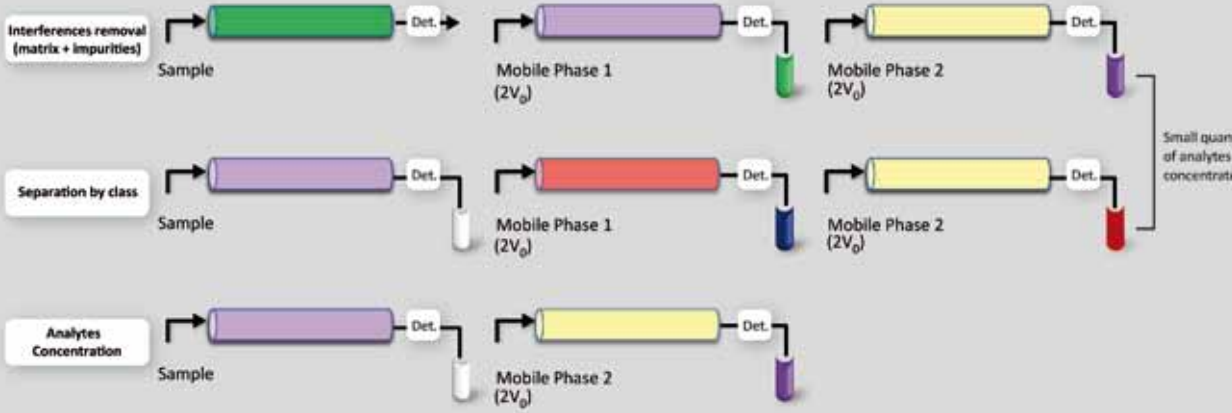 Interferences removal
(matrix + impurities)
Sample
Det.
Mobile Phase 1
(2V₀)
Det.
Mobile Phase 2
(2V₀)
Det.
Small
of analytes
Separation by class
Sample
Det.
Mobile Phase 1
(2V₀)
Det.
Mobile Phase 2
(2V₀)
Det.
Analytes
Concentration
Sample
Det.
Mobile Phase 2
(2V₀)
Det.